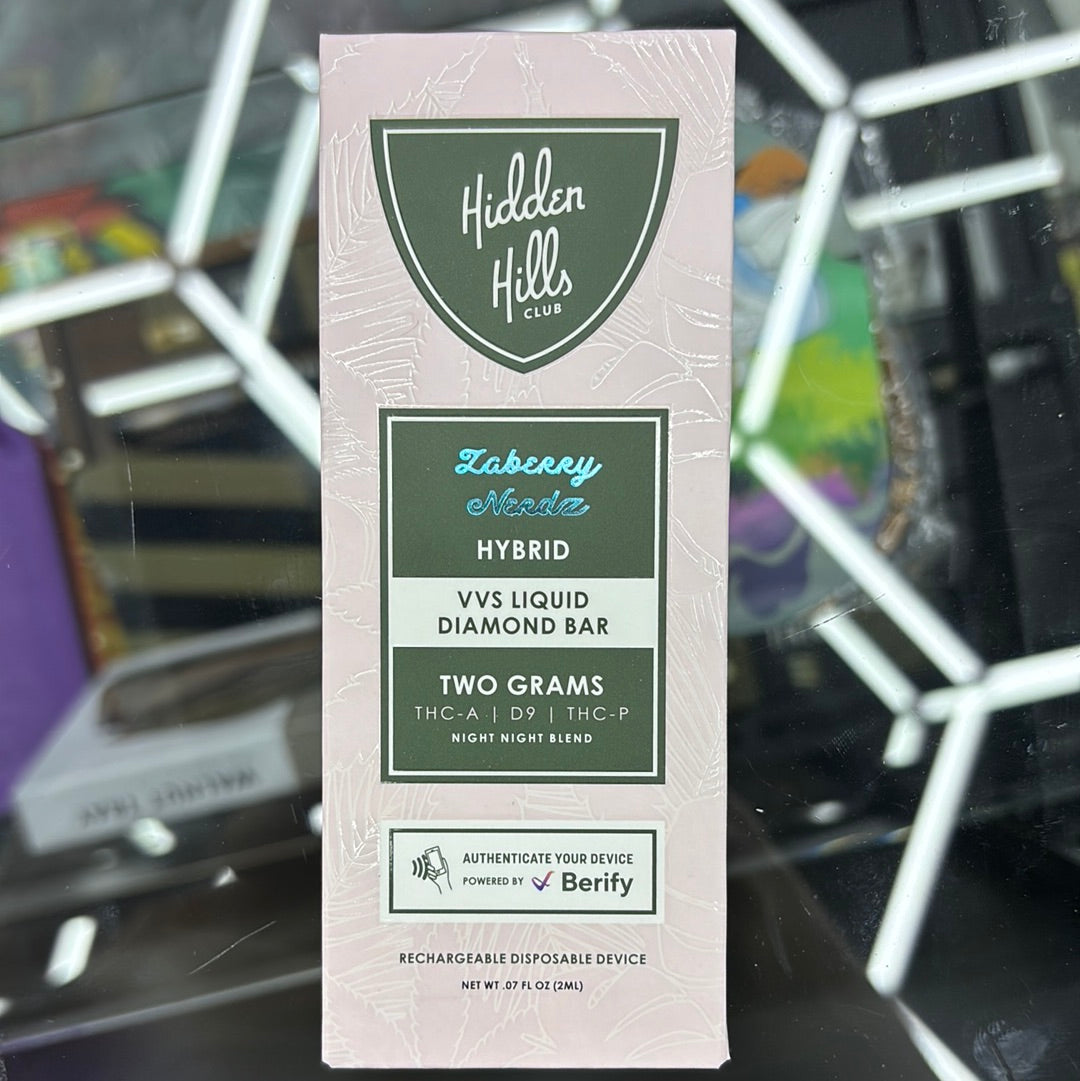 Hidden
Hills
CLUB
Zaberry
Nerdz
HYBRID
VVS LIQUID
DIAMOND BAR
TWO GRAMS
THC-A | D9 | THC-P
NIGHT NIGHT BLEND
AUTHENTICATE YOUR DEVICE
POWERED BY Berify
RECHARGEABLE DISPOSABLE DEVICE
NET WT .07 FL OZ (2ML)